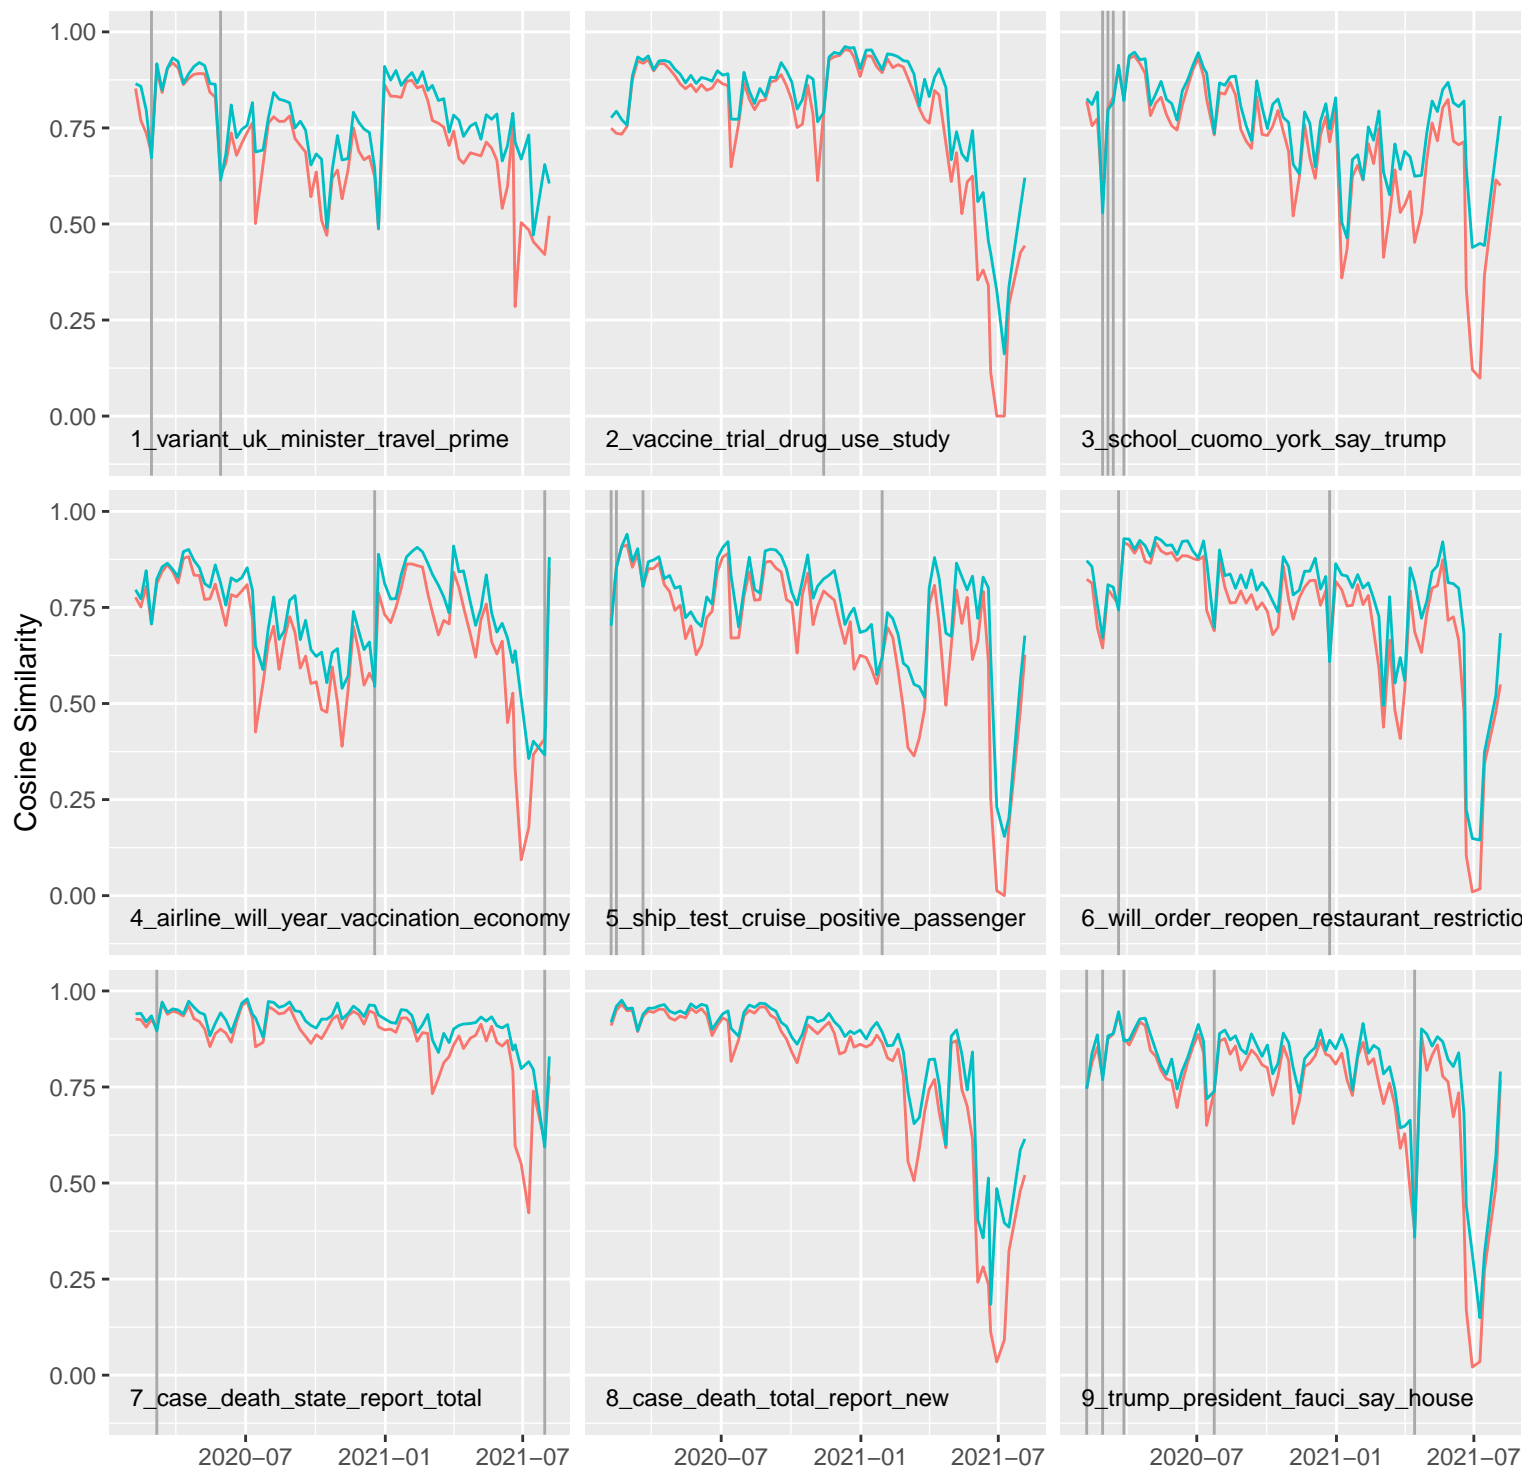 1.00
0.75
0.50
0.25
0.00
1_variant_uk_minister_travel_prime
2_vaccine_trial_drug_use_study
3_school_cuomo_york_say_trump
Cosine Similarity
1.00
0.75
0.50
0.25
0.00
4_airline_will_year_vaccination_economy
5_ship_test_cruise_positive_passenger
6_will_order_reopen_restaurant_restrictio
1.00
0.75
0.50
0.25
0.00
7_case_death_state_report_total
8_case_death_total_report_new
9_trump_president_fauci_say_house
2020−07 2021−01 2021−07
2020−07 2021−01 2021−07
2020−07 2021−01 2021−07